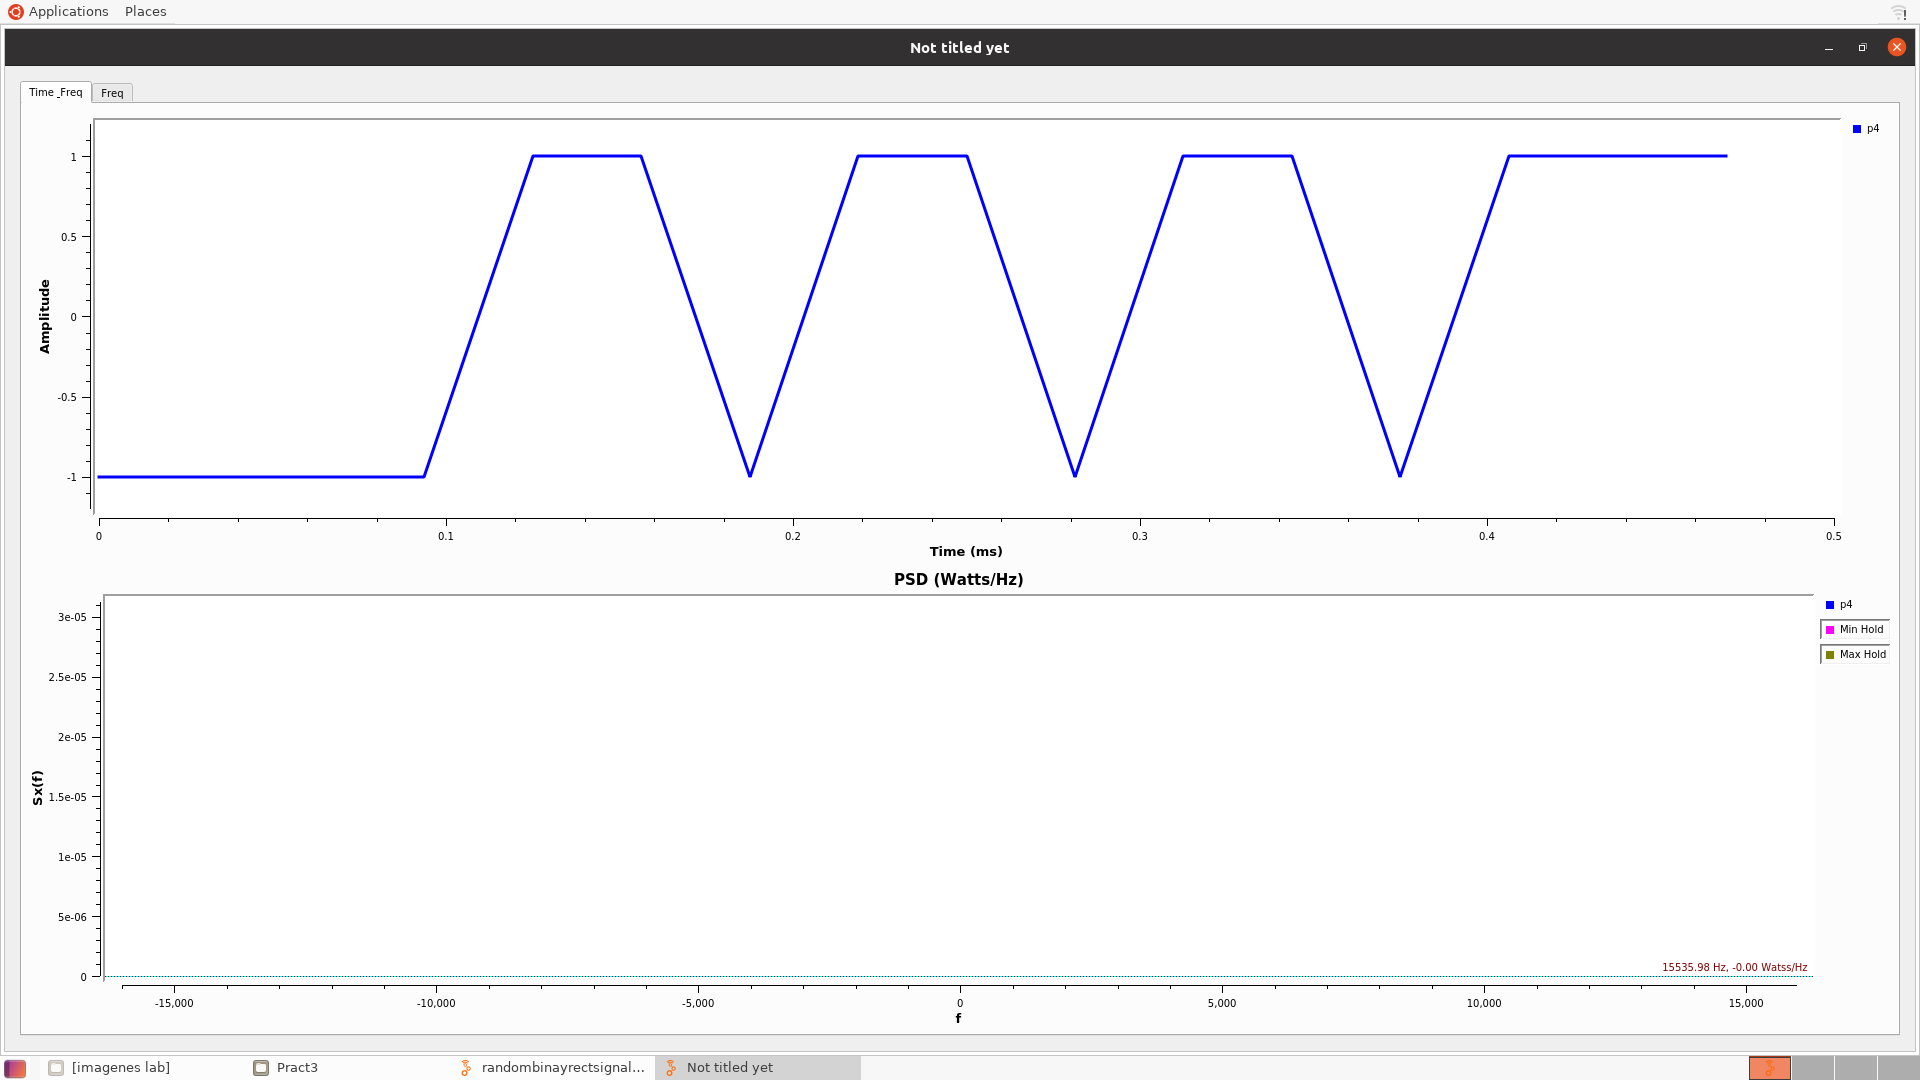 Applications Places
Not titled yet
Time _Freq Freq
p4
1
0.5
0
-0.5
-1
Amplitude
0 0.1 0.2 0.3 0.4 0.5
Time (ms)
PSD (Watts/Hz)
p4
Min Hold
Max Hold
3e-05
2.5e-05
2e-05
1.5e-05
1e-05
5e-06
0
Sx(f)
15535.98 Hz, -0.00 Watss/Hz
-15,000 -10,000 -5,000 0 5,000 10,000 15,000
f
[imagenes lab] Pract3 randombinayrectsignal... Not titled yet